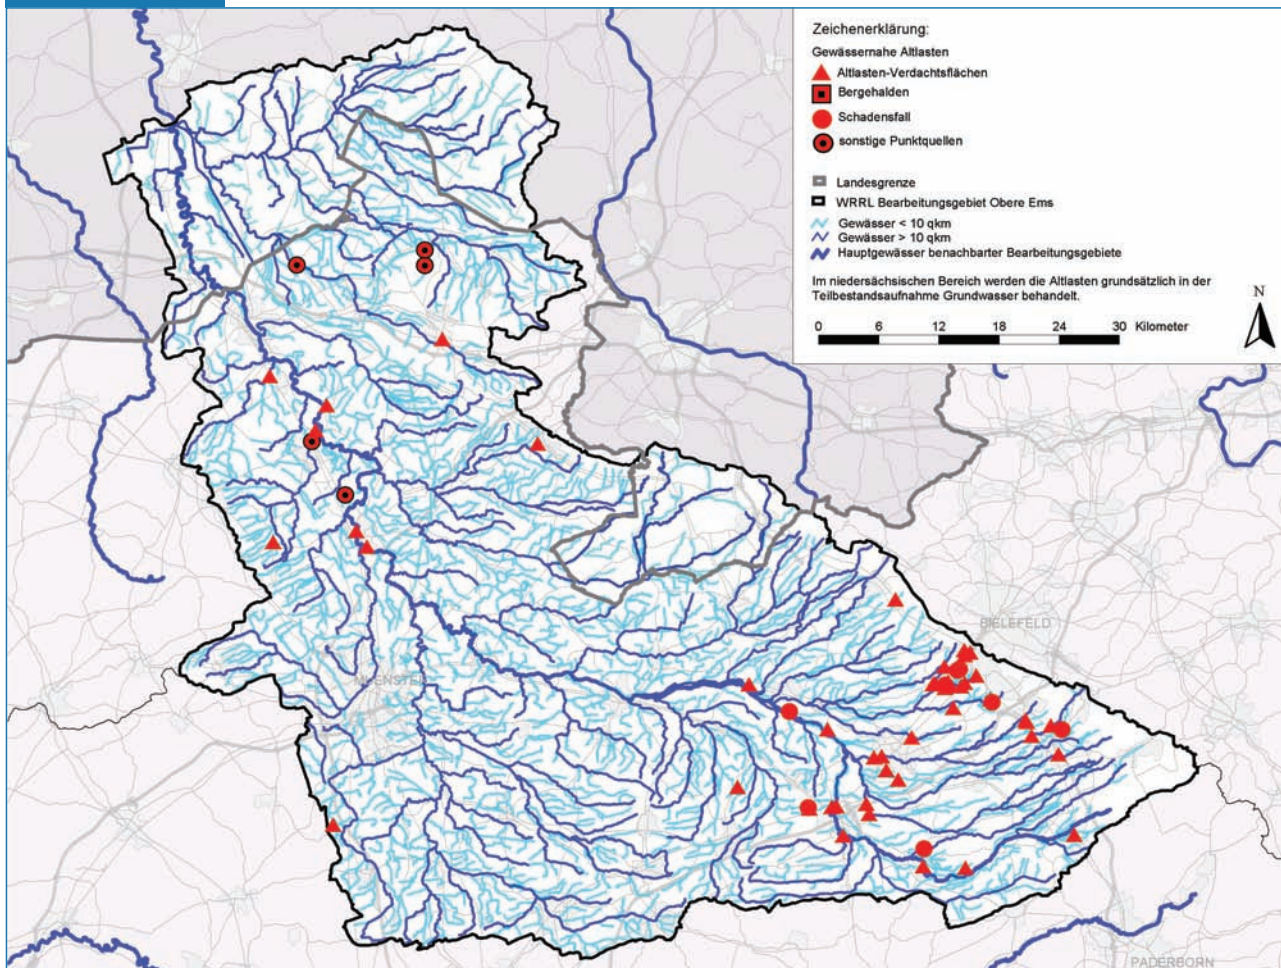 Zeichenerklärung:
Gewässernahe Altlasten
Altlasten-Verdachtsflächen
Bergehalden
Schadensfall
sonstige Punktquellen
Landesgrenze
WRRL Bearbeitungsgebiet Obere Ems
Gewässer < 10 qkm
Gewässer > 10 qkm
Hauptgewässer benachbarter Bearbeitungsgebiete
Im niedersächsischen Bereich werden die Altlasten grundsätzlich in der
Teilbestandsaufnahme Grundwasser behandelt.
N
0 6 12 18 24 30 Kilometer
BIELEFELD
PADERBORN